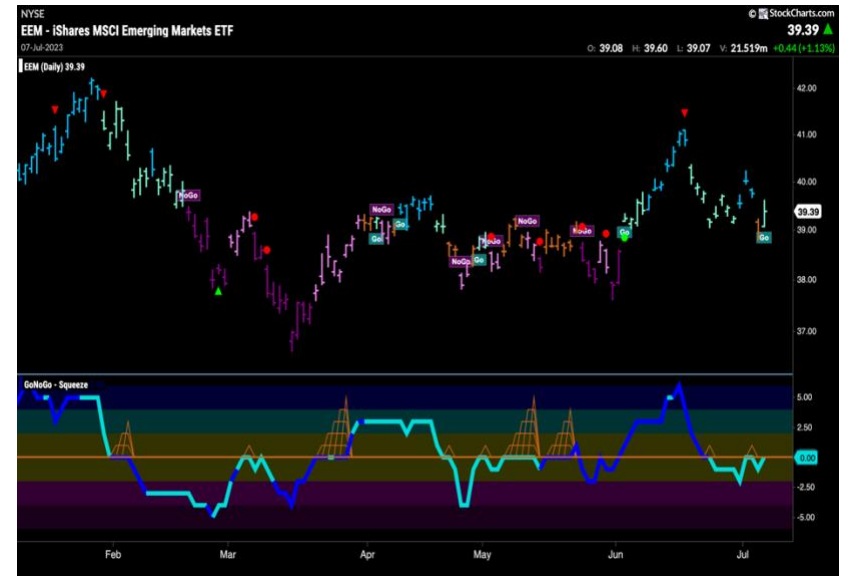 NYSE
© StockCharts.com
EEM - iShares MSCI Emerging Markets ETF
39.39
07-Jul-2023
O: 39.08 H: 39.60 L: 39.07 V: 21.519m +0.44 (+1.13%)
EEM (Daily) 39.39
42.00
41.00
40.00
39.39
39.00
38.00
37.00
NoGo
NoGo
Go
Go
NoGo
Go
NoGo
NoGo
NoGo
Go
Go
GoNoGo - Squeeze
5.00
2.50
0.00
-2.50
-5.00
Feb Mar Apr May Jun Jul